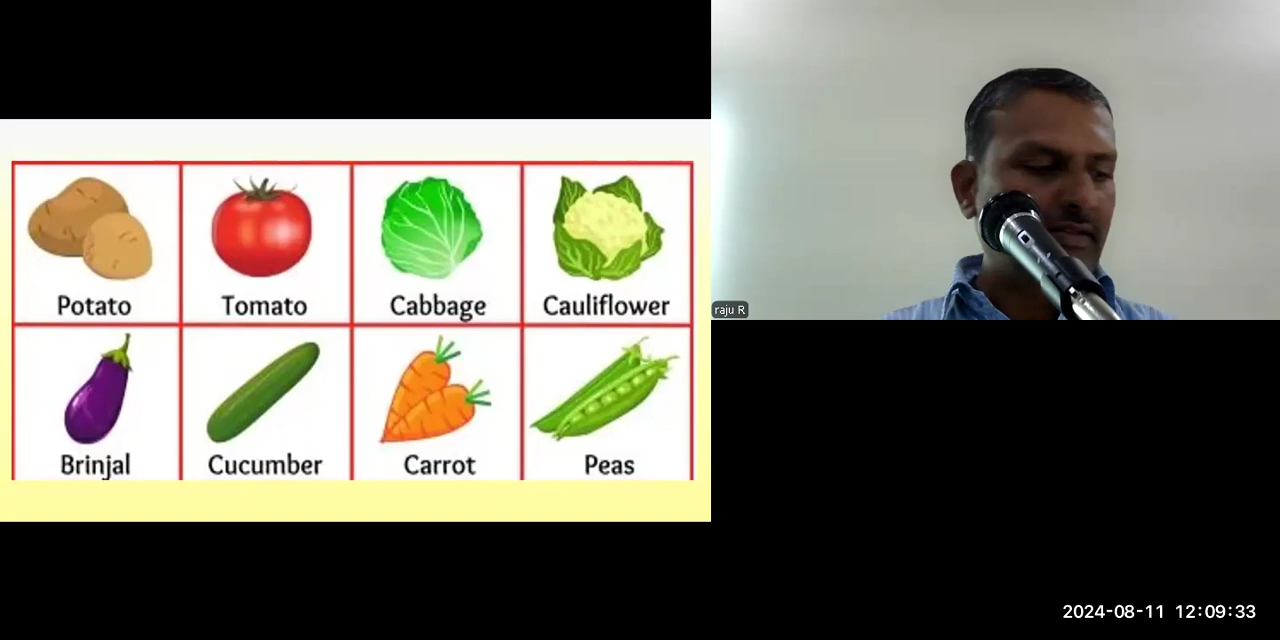 Potato Tomato Cabbage Cauliflower
Brinjal Cucumber Carrot Peas
raju R
2024-08-11 12:09:33